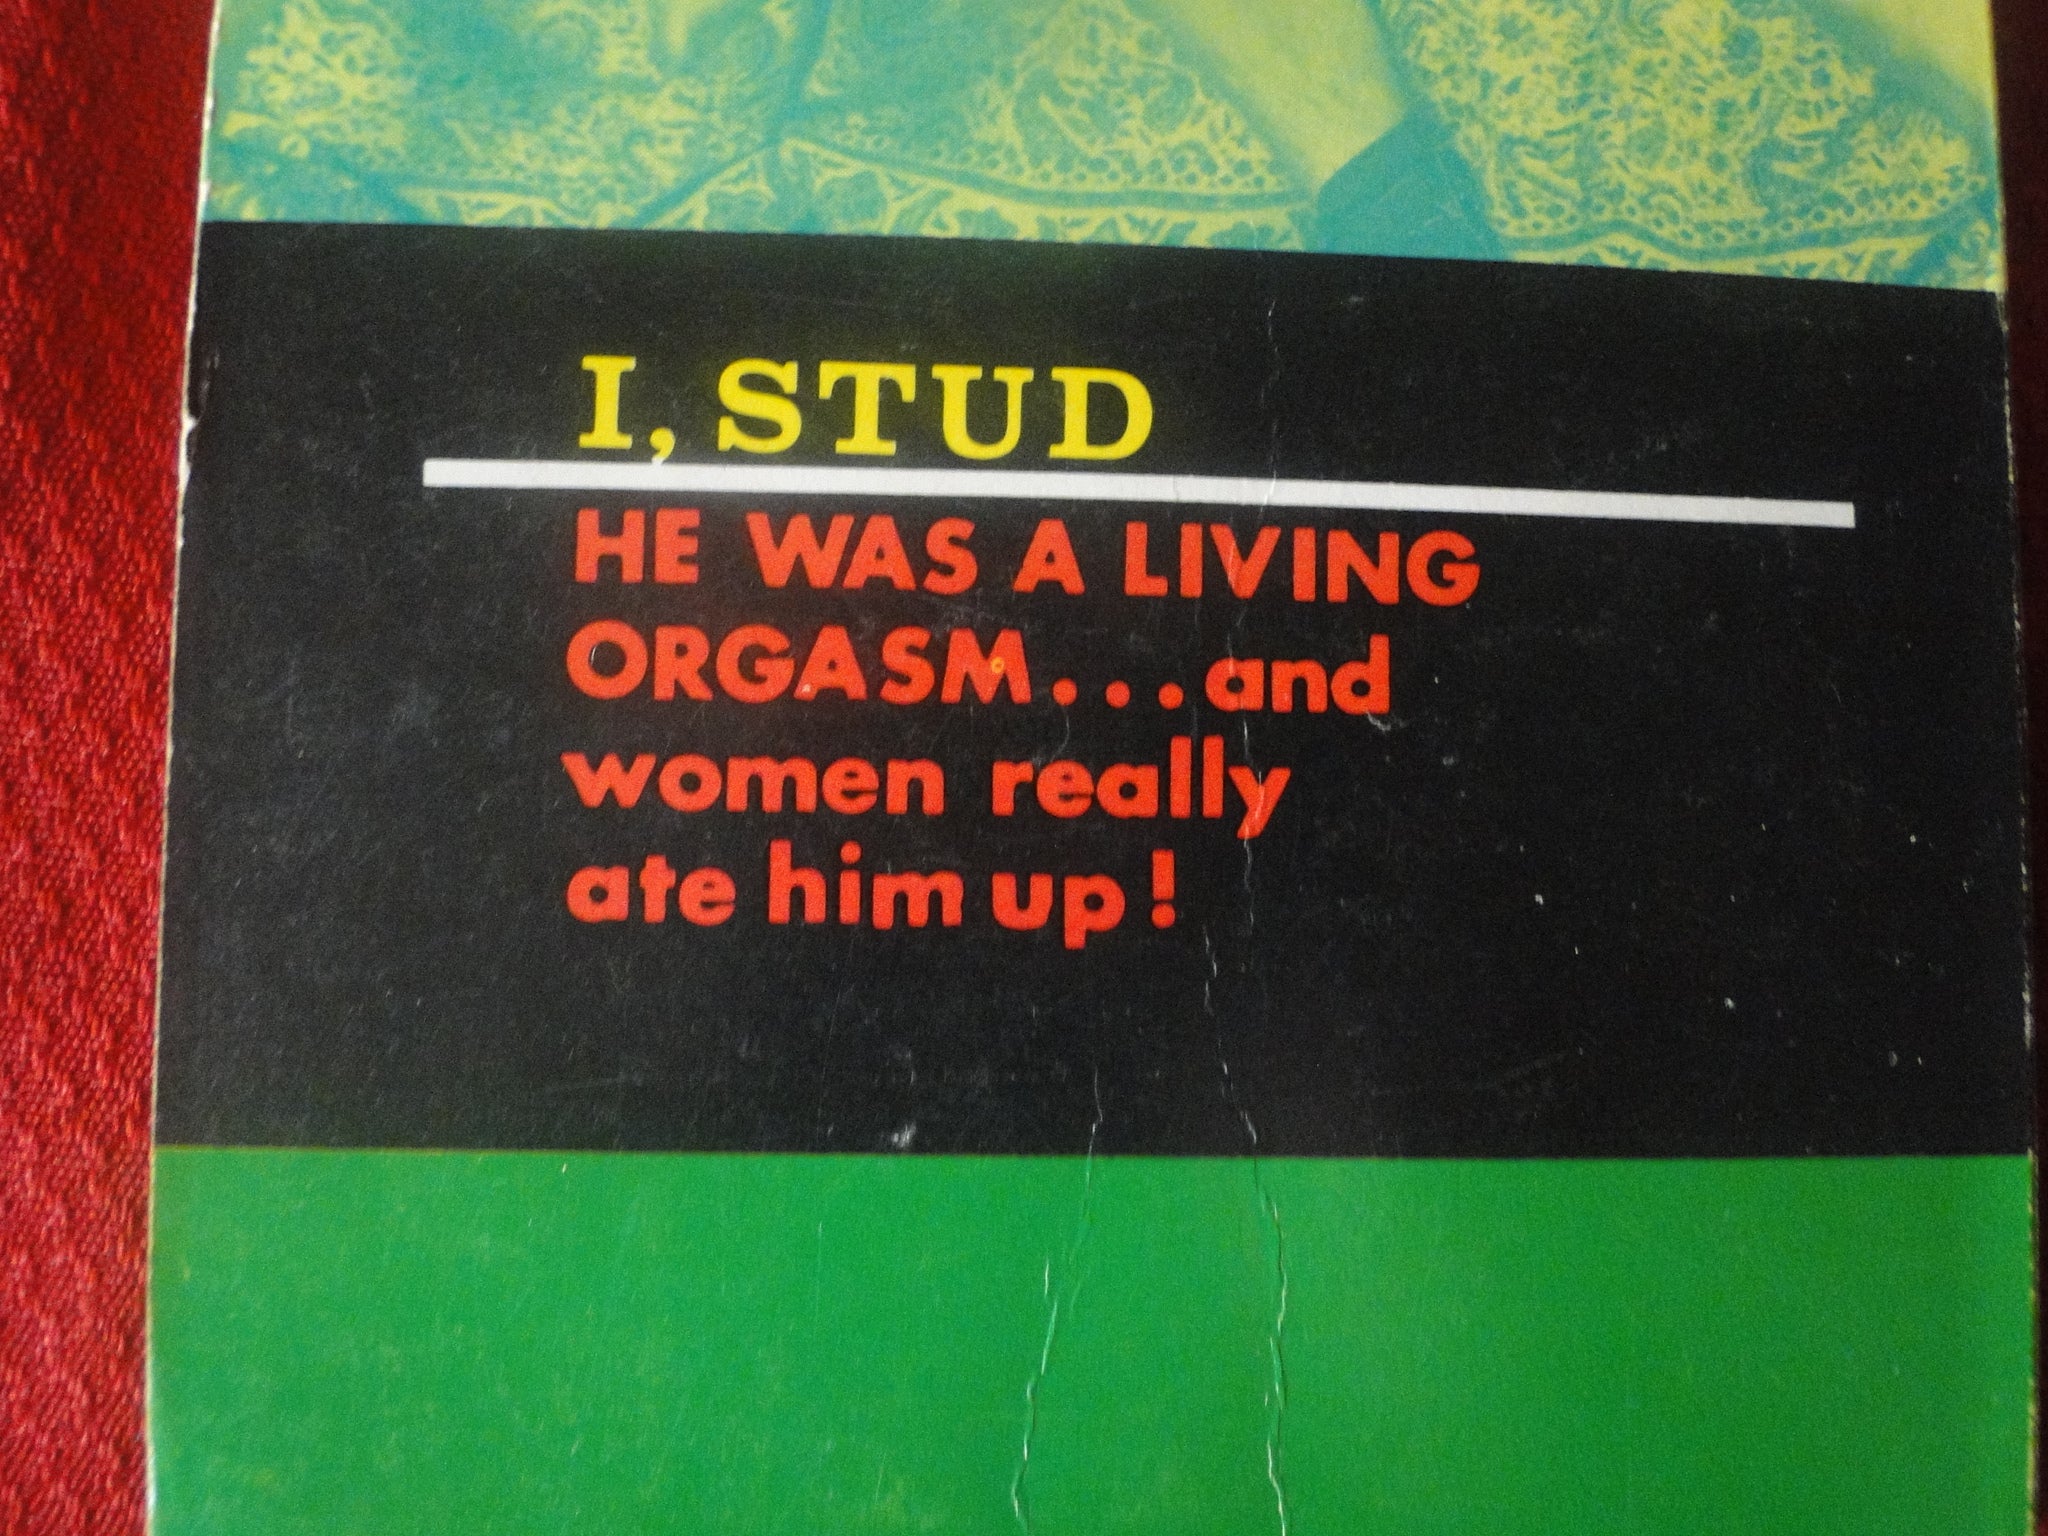 I, STUD
HE WAS A LIVING
ORGASM...and
women really
ate him up!